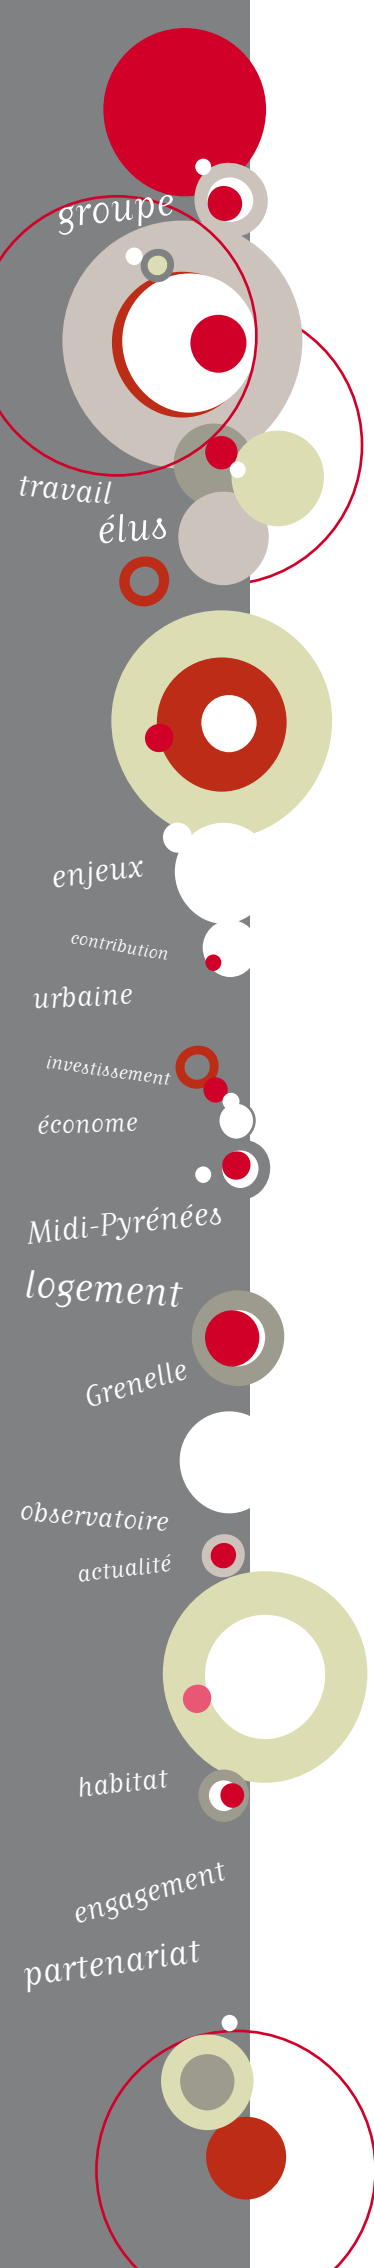 groupe
travail
élus
enjeux
contribution
urbaine
investissement
économe
Midi-Pyrénées
logement
Grenelle
observatoire
actualité
habitat
engagement
partenariat